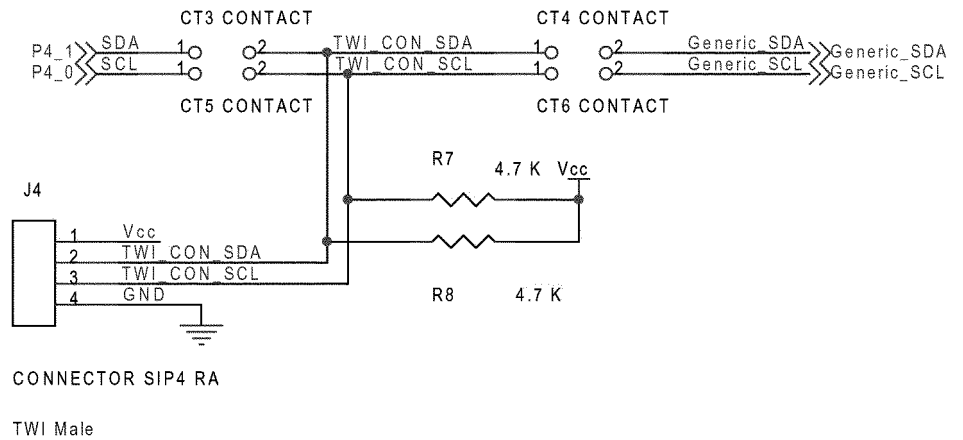 CT3 CONTACT CT4 CONTACT
P4_1 SDA 1 2 TWI_CON_SDA 1 2 Generic_SDA Generic_SDA
P4_0 SCL 1 2 TWI_CON_SCL 1 2 Generic_SCL Generic_SCL
CT5 CONTACT CT6 CONTACT
R7 4.7 K Vcc
J4
1 Vcc
2 TWI_CON_SDA
3 TWI_CON_SCL
4 GND
R8 4.7 K
CONNECTOR SIP4 RA
TWI Male